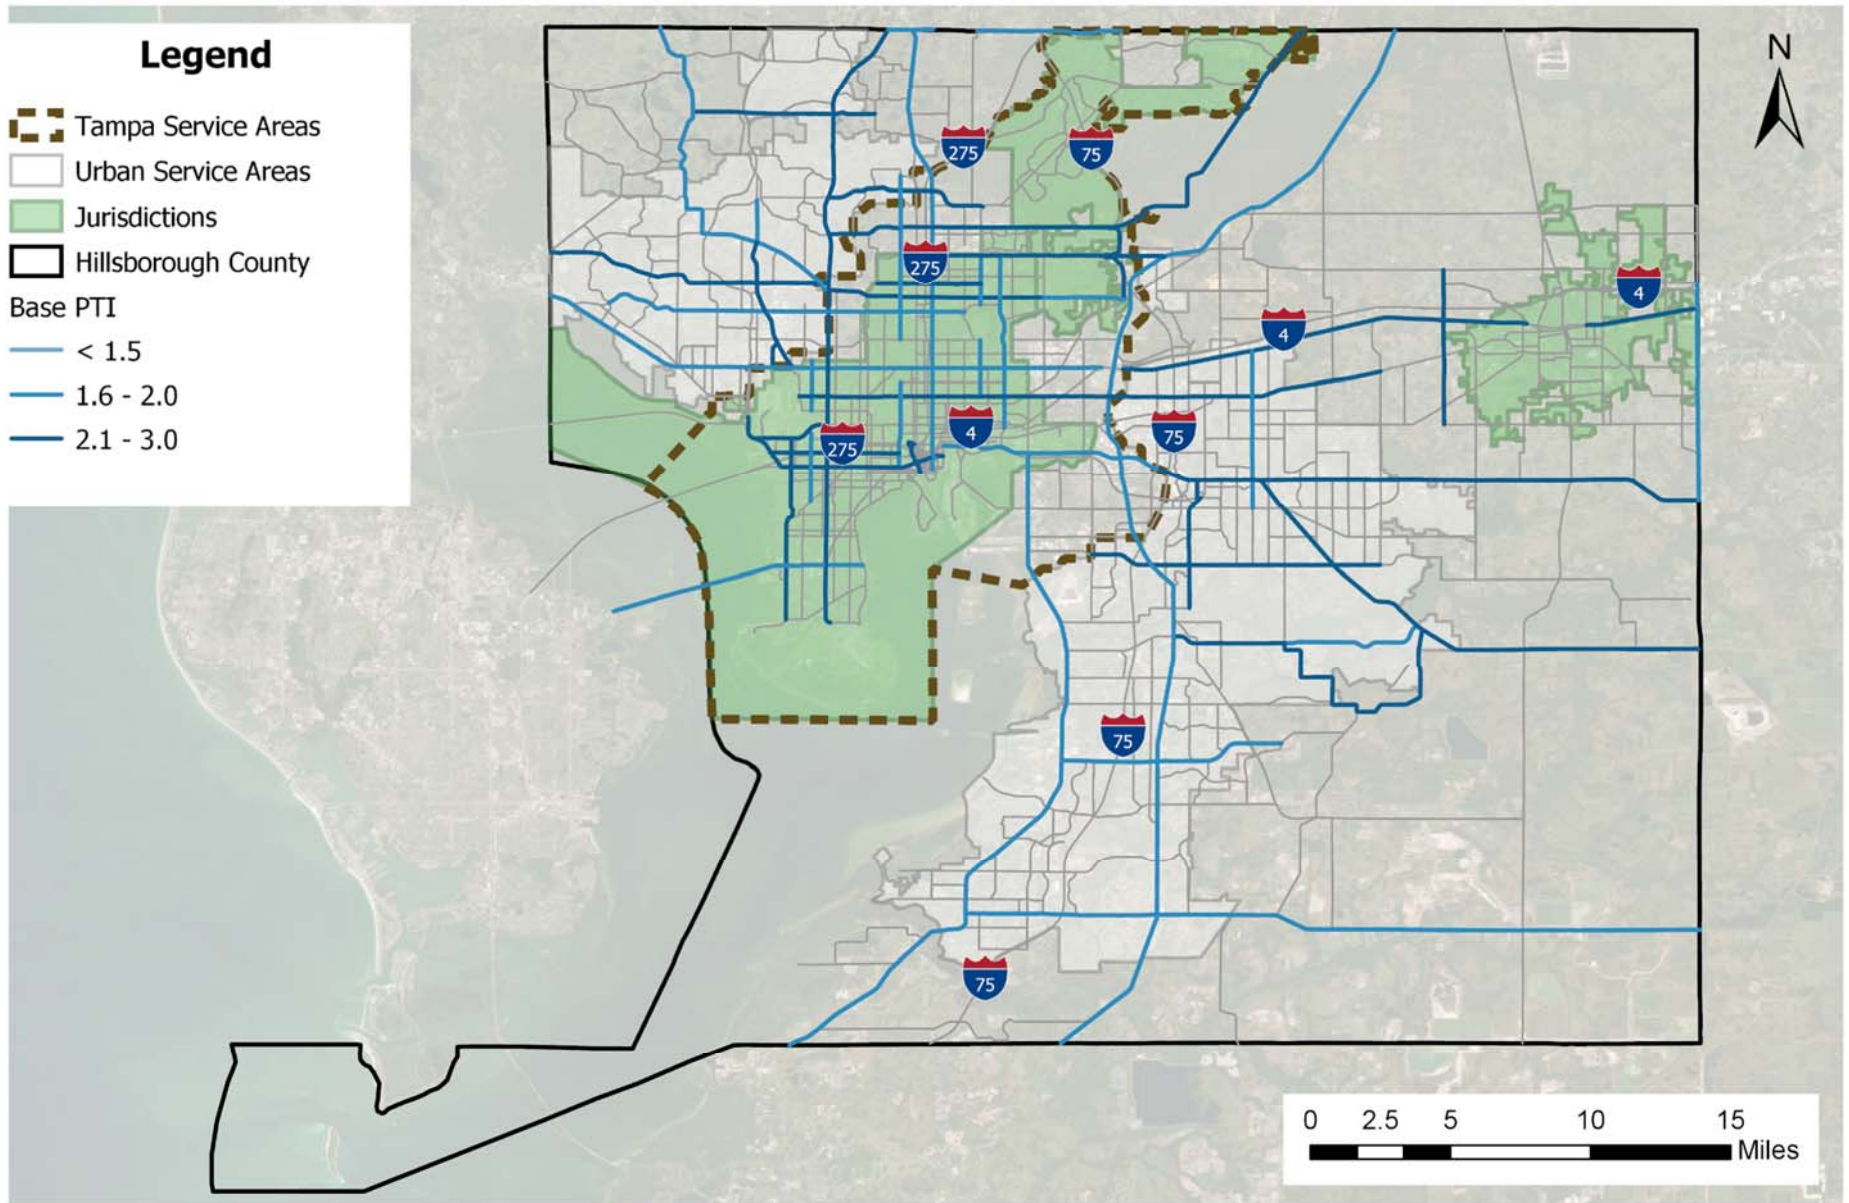 Legend
Tampa Service Areas
Urban Service Areas
Jurisdictions
Hillsborough County
Base PTI
< 1.5
1.6 - 2.0
2.1 - 3.0
N
275
75
275
4
4
275
4
75
75
75
0 2.5 5 10 15
Miles